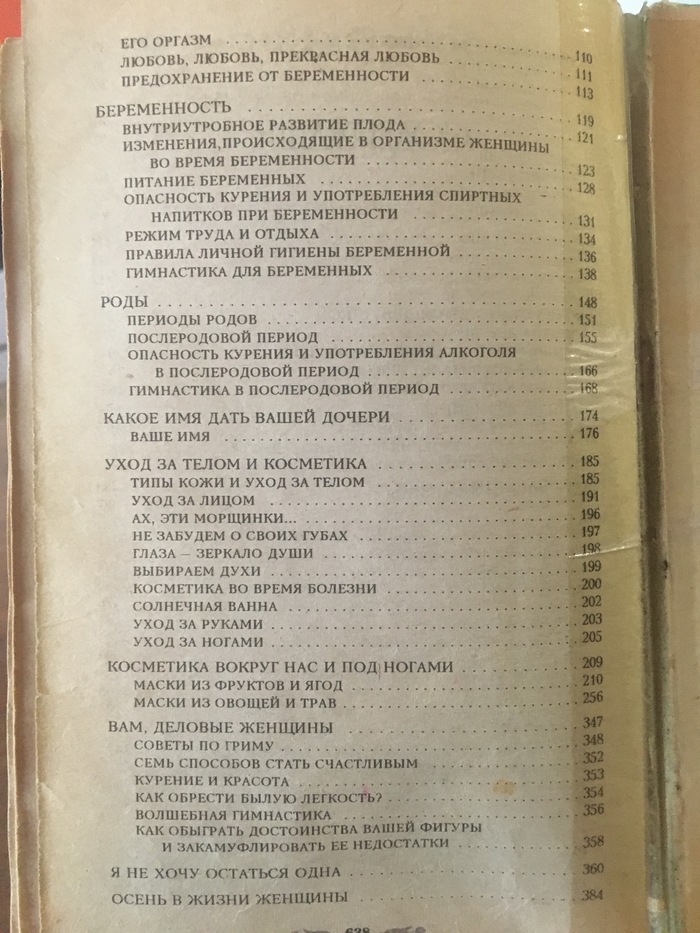 ЕГО ОРГАЗМ . . . . . . . . . . . . . . . . . . . . . . . . . . 110
ЛЮБОВЬ, ЛЮБОВЬ, ПРЕКРАСНАЯ ЛЮБОВЬ . . . . . . . . . . 111
ПРЕДОХРАНЕНИЕ ОТ БЕРЕМЕННОСТИ . . . . . . . . . . . . 113
БЕРЕМЕННОСТЬ . . . . . . . . . . . . . . . . . . . . . . . . 119
ВНУТРИУТРОБНОЕ РАЗВИТИЕ ПЛОДА . . . . . . . . . . . . 121
ИЗМЕНЕНИЯ,ПРОИСХОДЯЩИЕ В ОРГАНИЗМЕ ЖЕНЩИНЫ
ВО ВРЕМЯ БЕРЕМЕННОСТИ . . . . . . . . . . . . . . . . 123
ПИТАНИЕ БЕРЕМЕННЫХ . . . . . . . . . . . . . . . . . . . 128
ОПАСНОСТЬ КУРЕНИЯ И УПОТРЕБЛЕНИЯ СПИРТНЫХ
НАПИТКОВ ПРИ БЕРЕМЕННОСТИ . . . . . . . . . . . . . 131
РЕЖИМ ТРУДА И ОТДЫХА . . . . . . . . . . . . . . . . . . 134
ПРАВИЛА ЛИЧНОЙ ГИГИЕНЫ БЕРЕМЕННОЙ . . . . . . . . . 136
ГИМНАСТИКА ДЛЯ БЕРЕМЕННЫХ . . . . . . . . . . . . . . 138
РОДЫ . . . . . . . . . . . . . . . . . . . . . . . . . . . . . . 148
ПЕРИОДЫ РОДОВ . . . . . . . . . . . . . . . . . . . . . . 151
ПОСЛЕРОДОВОЙ ПЕРИОД . . . . . . . . . . . . . . . . . . 155
ОПАСНОСТЬ КУРЕНИЯ И УПОТРЕБЛЕНИЯ АЛКОГОЛЯ
В ПОСЛЕРОДОВОЙ ПЕРИОД . . . . . . . . . . . . . . . . 166
ГИМНАСТИКА В ПОСЛЕРОДОВОЙ ПЕРИОД . . . . . . . . . . 168
КАКОЕ ИМЯ ДАТЬ ВАШЕЙ ДОЧЕРИ . . . . . . . . . . . . . . 174
ВАШЕ ИМЯ . . . . . . . . . . . . . . . . . . . . . . . . . . 176
УХОД ЗА ТЕЛОМ И КОСМЕТИКА . . . . . . . . . . . . . . . . 185
ТИПЫ КОЖИ И УХОД ЗА ТЕЛОМ . . . . . . . . . . . . . . . 185
УХОД ЗА ЛИЦОМ . . . . . . . . . . . . . . . . . . . . . . . 191
АХ, ЭТИ МОРЩИНКИ... . . . . . . . . . . . . . . . . . . . . 196
НЕ ЗАБУДЕМ О СВОИХ ГУБАХ . . . . . . . . . . . . . . . . 197
ГЛАЗА – ЗЕРКАЛО ДУШИ . . . . . . . . . . . . . . . . . . . 198
ВЫБИРАЕМ ДУХИ . . . . . . . . . . . . . . . . . . . . . . . 199
КОСМЕТИКА ВО ВРЕМЯ БОЛЕЗНИ . . . . . . . . . . . . . . 200
СОЛНЕЧНАЯ ВАННА . . . . . . . . . . . . . . . . . . . . . . 202
УХОД ЗА РУКАМИ . . . . . . . . . . . . . . . . . . . . . . . 203
УХОД ЗА НОГАМИ . . . . . . . . . . . . . . . . . . . . . . . 205
КОСМЕТИКА ВОКРУГ НАС И ПОД НОГАМИ . . . . . . . . . . 209
МАСКИ ИЗ ФРУКТОВ И ЯГОД . . . . . . . . . . . . . . . . . 210
МАСКИ ИЗ ОВОЩЕЙ И ТРАВ . . . . . . . . . . . . . . . . . 256
ВАМ, ДЕЛОВЫЕ ЖЕНЩИНЫ . . . . . . . . . . . . . . . . . . 347
СОВЕТЫ ПО ГРИМУ . . . . . . . . . . . . . . . . . . . . . . 348
СЕМЬ СПОСОБОВ СТАТЬ СЧАСТЛИВЫМ . . . . . . . . . . . 352
КУРЕНИЕ И КРАСОТА . . . . . . . . . . . . . . . . . . . . . 353
КАК ОБРЕСТИ БЫЛУЮ ЛЕГКОСТЬ? . . . . . . . . . . . . . . 354
ВОЛШЕБНАЯ ГИМНАСТИКА . . . . . . . . . . . . . . . . . . 356
КАК ОБЫГРАТЬ ДОСТОИНСТВА ВАШЕЙ ФИГУРЫ
И ЗАКАМУФЛИРОВАТЬ ЕЕ НЕДОСТАТКИ . . . . . . . . . . 358
Я НЕ ХОЧУ ОСТАТЬСЯ ОДНА . . . . . . . . . . . . . . . . . . 360
ОСЕНЬ В ЖИЗНИ ЖЕНЩИНЫ . . . . . . . . . . . . . . . . . . 384
638